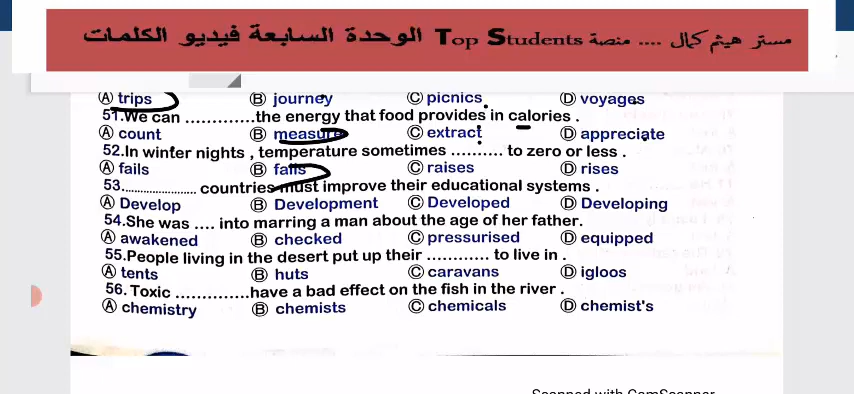 مستر هيثم كمال .... منصة Top Students الوحدة السابعة فيديو الكلمات
Ⓐ trips Ⓑ journey Ⓒ picnics Ⓓ voyages
51.We can .............the energy that food provides in calories .
Ⓐ count Ⓑ measure Ⓒ extract Ⓓ appreciate
52.In winter nights , temperature sometimes .......... to zero or less .
Ⓐ fails Ⓑ falls Ⓒ raises Ⓓ rises
53........................ countries must improve their educational systems .
Ⓐ Develop Ⓑ Development Ⓒ Developed Ⓓ Developing
54.She was .... into marring a man about the age of her father.
Ⓐ awakened Ⓑ checked Ⓒ pressurised Ⓓ equipped
55.People living in the desert put up their ............ to live in .
Ⓐ tents Ⓑ huts Ⓒ caravans Ⓓ igloos
56. Toxic ..............have a bad effect on the fish in the river .
Ⓐ chemistry Ⓑ chemists Ⓒ chemicals Ⓓ chemist's
Scanned with CamScanner